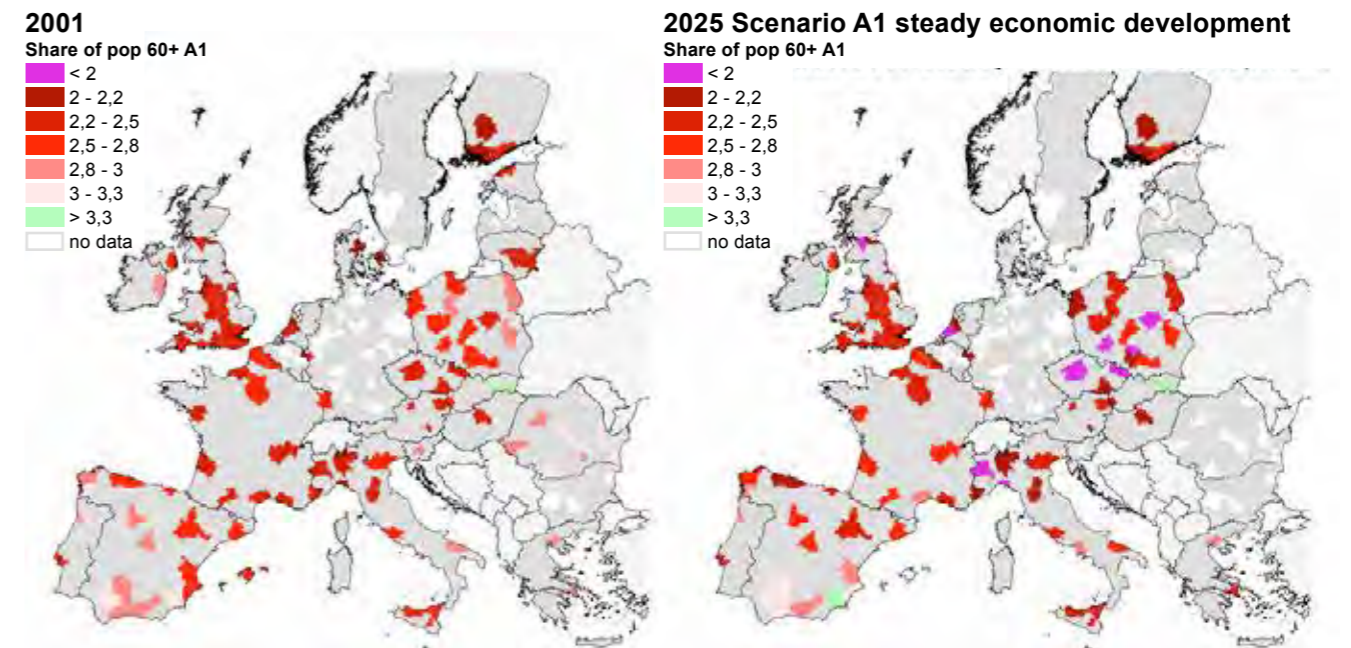 2001
Share of pop 60+ A1
< 2
2 - 2,2
2,2 - 2,5
2,5 - 2,8
2,8 - 3
3 - 3,3
> 3,3
no data
2025 Scenario A1 steady economic development
Share of pop 60+ A1
< 2
2 - 2,2
2,2 - 2,5
2,5 - 2,8
2,8 - 3
3 - 3,3
> 3,3
no data